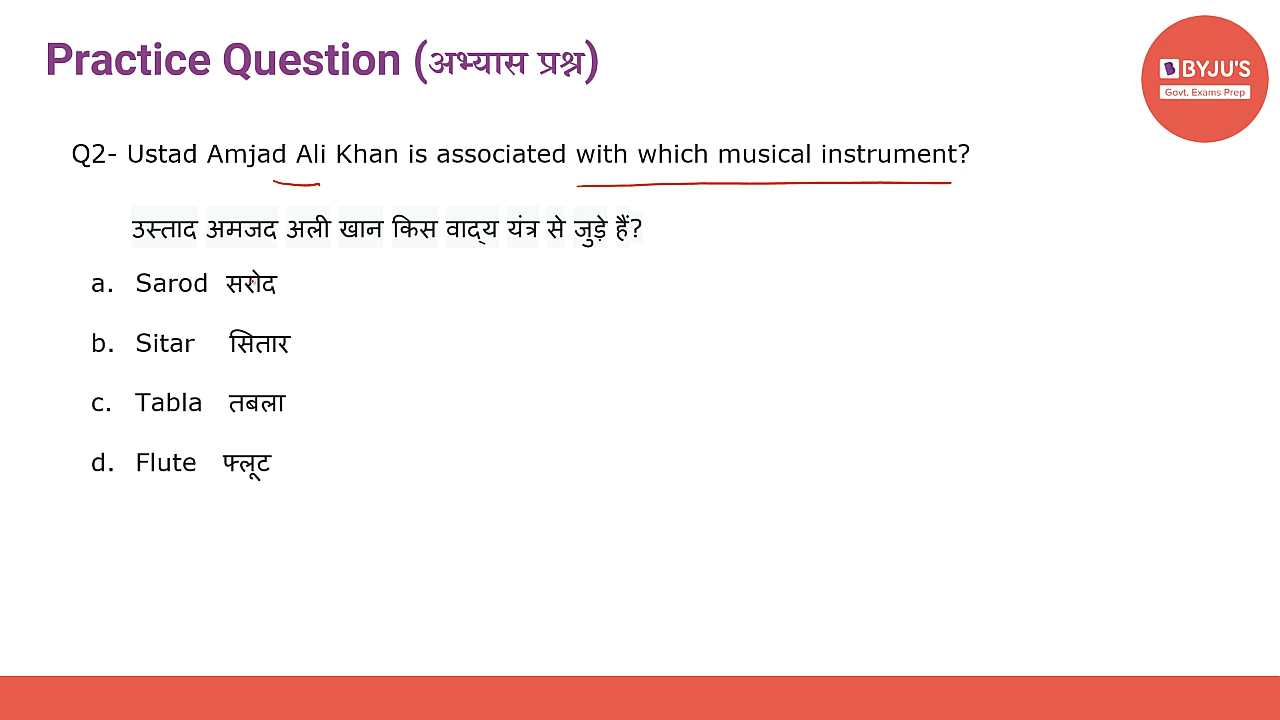 Practice Question (अभ्यास प्रश्न)
BYJU'S
Govt. Exams Prep
Q2- Ustad Amjad Ali Khan is associated with which musical instrument?
उस्ताद अमजद अली खान किस वाद्य यंत्र से जुड़े हैं?
a. Sarod सरोद
b. Sitar सितार
c. Tabla तबला
d. Flute फ्लूट